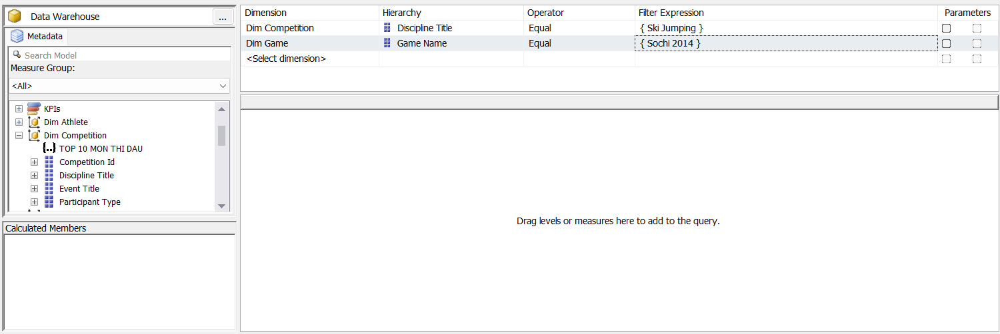 Data Warehouse
...
Metadata
Search Model
Measure Group:
<All>
KPIs
Dim Athlete
Dim Competition
TOP 10 MON THI DAU
Competition Id
Discipline Title
Event Title
Participant Type
Calculated Members
Dimension Hierarchy Operator Filter Expression Parameters
Dim Competition Discipline Title Equal { Ski Jumping }
Dim Game Game Name Equal { Sochi 2014 }
<Select dimension>
Drag levels or measures here to add to the query.